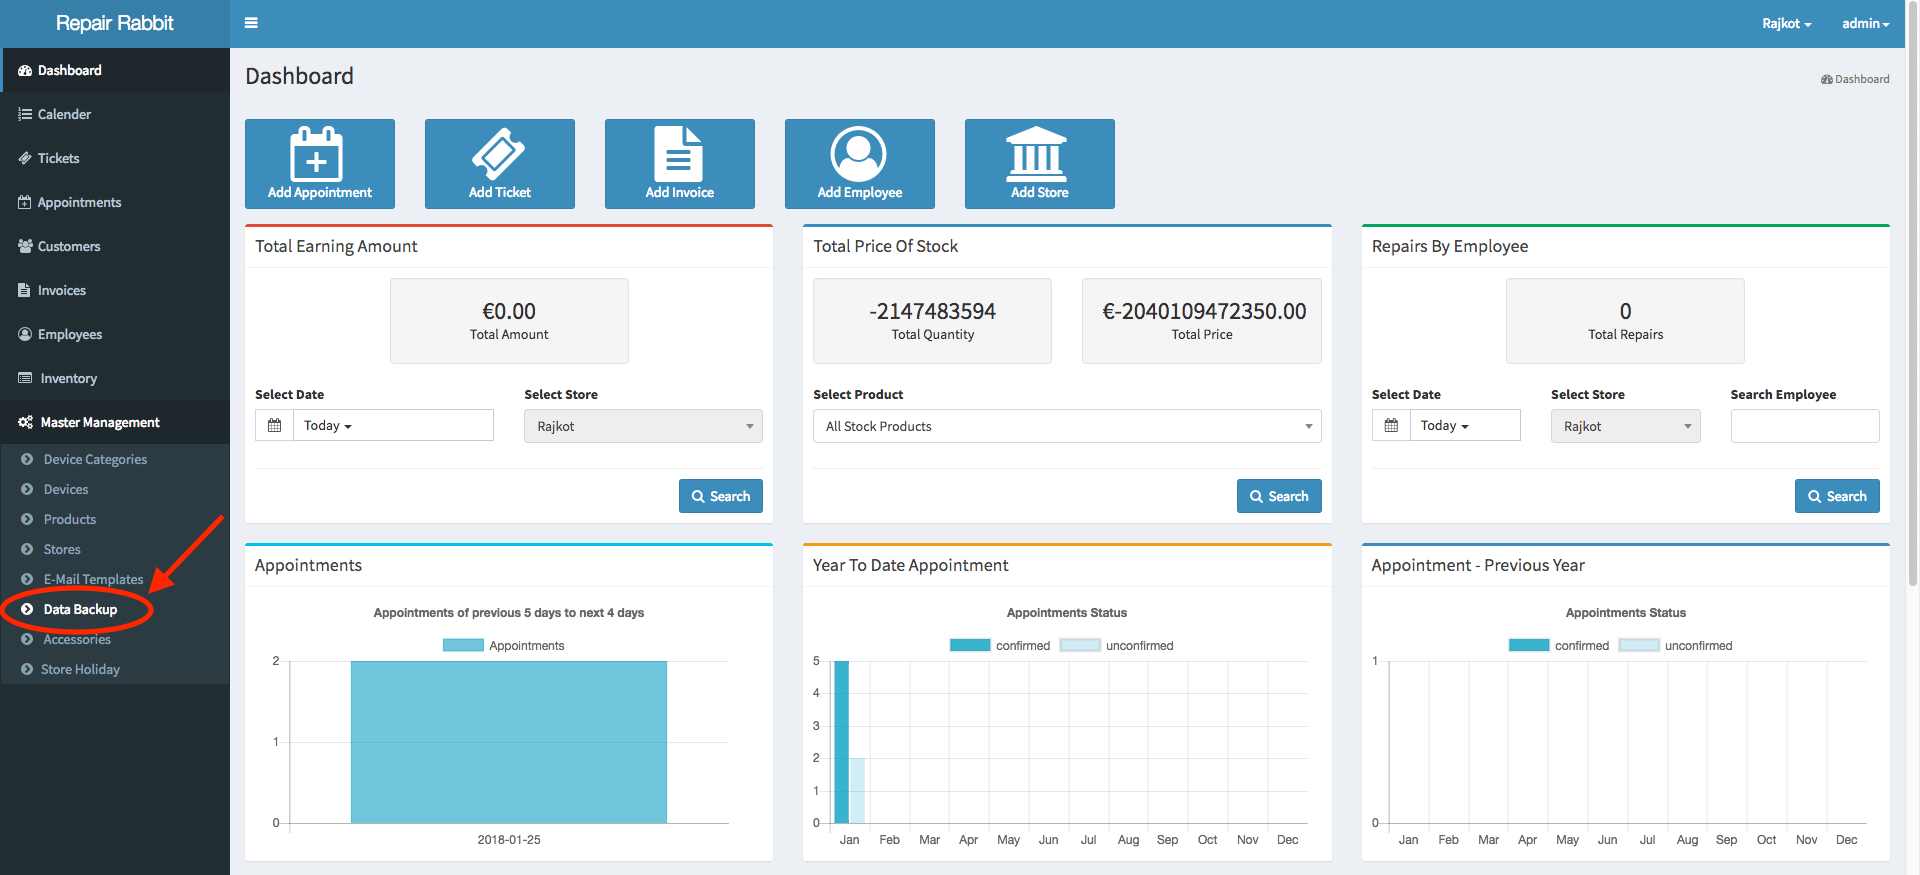 Repair Rabbit
Rajkot
admin
Dashboard
Calender
Tickets
Appointments
Customers
Invoices
Employees
Inventory
Master Management
Device Categories
Devices
Products
Stores
E-Mail Templates
Data Backup
Accessories
Store Holiday
Dashboard
Dashboard
Add Appointment
Add Ticket
Add Invoice
Add Employee
Add Store
Total Earning Amount
€0.00
Total Amount
Select Date
Select Store
Today
Rajkot
Search
Total Price Of Stock
-2147483594
Total Quantity
€-2040109472350.00
Total Price
Select Product
All Stock Products
Search
Repairs By Employee
0
Total Repairs
Select Date
Select Store
Search Employee
Today
Rajkot
Search
Appointments
Appointments of previous 5 days to next 4 days
Appointments
2
1
0
2018-01-25
Year To Date Appointment
Appointments Status
confirmed unconfirmed
5
4
3
2
1
0
Jan Feb Mar Apr May Jun Jul Aug Sep Oct Nov Dec
Appointment - Previous Year
Appointments Status
confirmed unconfirmed
1
0
Jan Feb Mar Apr May Jun Jul Aug Sep Oct Nov Dec